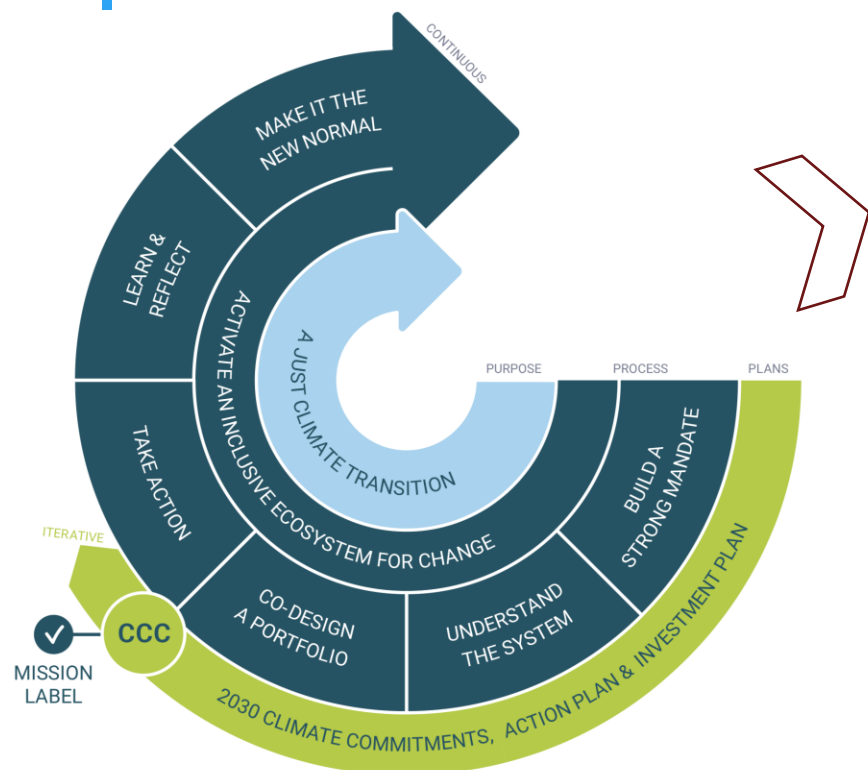 CONTINUOUS
MAKE IT THE
NEW NORMAL
LEARN &
REFLECT
ACTIVATE AN INCLUSIVE ECOSYSTEM FOR CHANGE
A JUST CLIMATE TRANSITION
PURPOSE
PROCESS
PLANS
TAKE ACTION
BUILD A
STRONG MANDATE
ITERATIVE
CO-DESIGN
A PORTFOLIO
UNDERSTAND
THE SYSTEM
CCC
MISSION
LABEL
2030 CLIMATE COMMITMENTS, ACTION PLAN & INVESTMENT PLAN